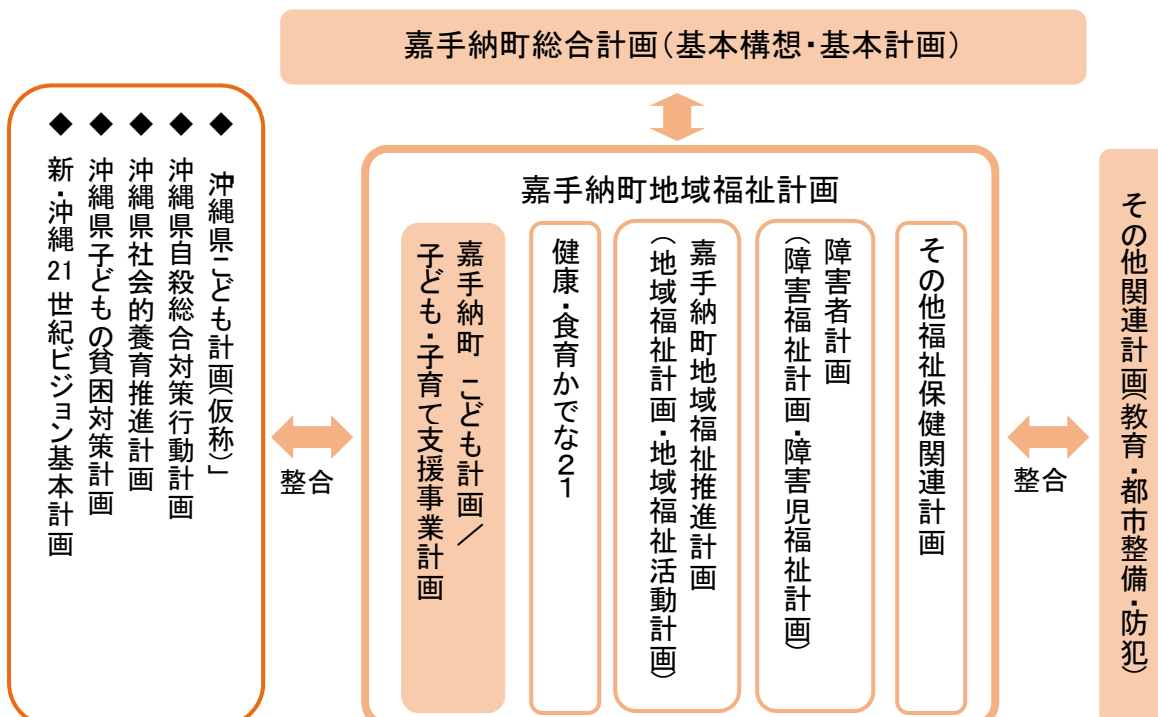 嘉手納町総合計画（基本構想・基本計画）
◆ 「沖縄県こども計画（仮称）」
◆ 沖縄県自殺総合対策行動計画
◆ 沖縄県社会的養育推進計画
◆ 沖縄県子どもの貧困対策計画
◆ 新・沖縄21世紀ビジョン基本計画
整合
嘉手納町地域福祉計画
嘉手納町 こども計画／
子ども・子育て支援事業計画
健康・食育かでな２１
嘉手納町地域福祉推進計画
（地域福祉計画・地域福祉活動計画）
障害者計画
（障害福祉計画・障害児福祉計画）
その他福祉保健関連計画
整合
その他関連計画（教育・都市整備・防犯）